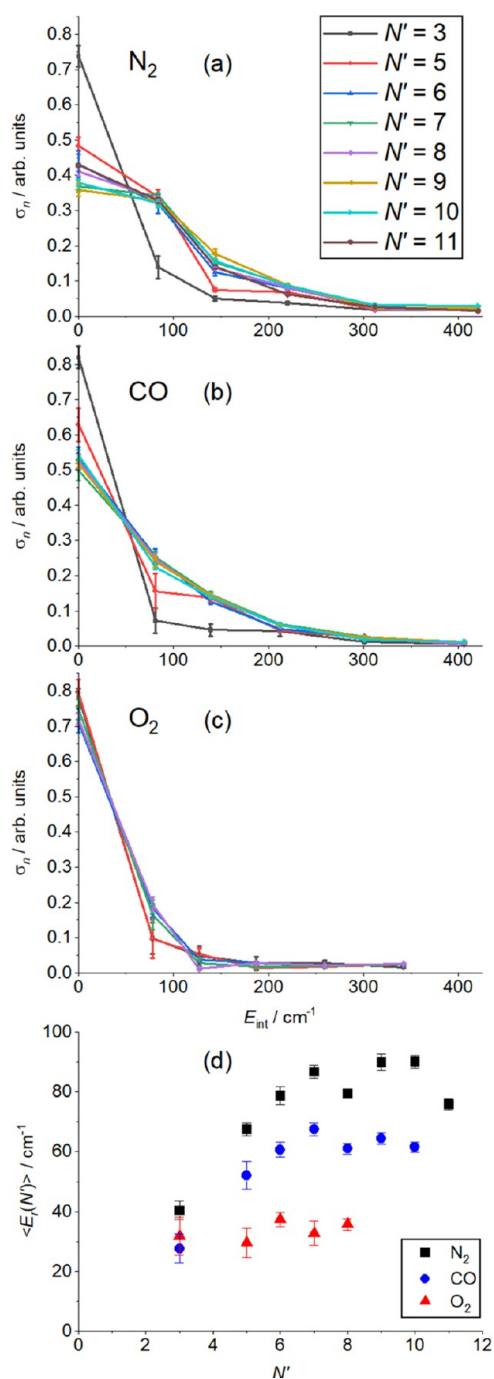 N₂
(a)
N' = 3
N' = 5
N' = 6
N' = 7
N' = 8
N' = 9
N' = 10
N' = 11
0.8
0.7
0.6
0.5
0.4
0.3
0.2
0.1
0.0
σₙ / arb. units
0 100 200 300 400
CO
(b)
0.8
0.7
0.6
0.5
0.4
0.3
0.2
0.1
0.0
σₙ / arb. units
0 100 200 300 400
O₂
(c)
0.8
0.7
0.6
0.5
0.4
0.3
0.2
0.1
0.0
σₙ / arb. units
0 100 200 300 400
E_int / cm⁻¹
(d)
100
80
60
40
20
0
<Eᵣ(N')> / cm⁻¹
N₂
CO
O₂
0 2 4 6 8 10 12
N'